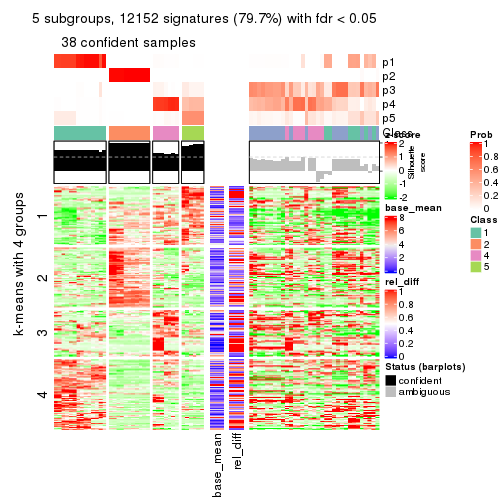 5 subgroups, 12152 signatures (79.7%) with fdr < 0.05
38 confident samples
p1
p2
p3
p4
p5
Class
z-score
2
1
0
-1
-2
Silhouette
score
base_mean
8
6
4
2
0
rel_diff
1
0.8
0.6
0.4
0.2
0
Status (barplots)
confident
ambiguous
Prob
1
0.8
0.6
0.4
0.2
0
Class
1
2
4
5
k-means with 4 groups
1
2
3
4
base_mean
rel_diff